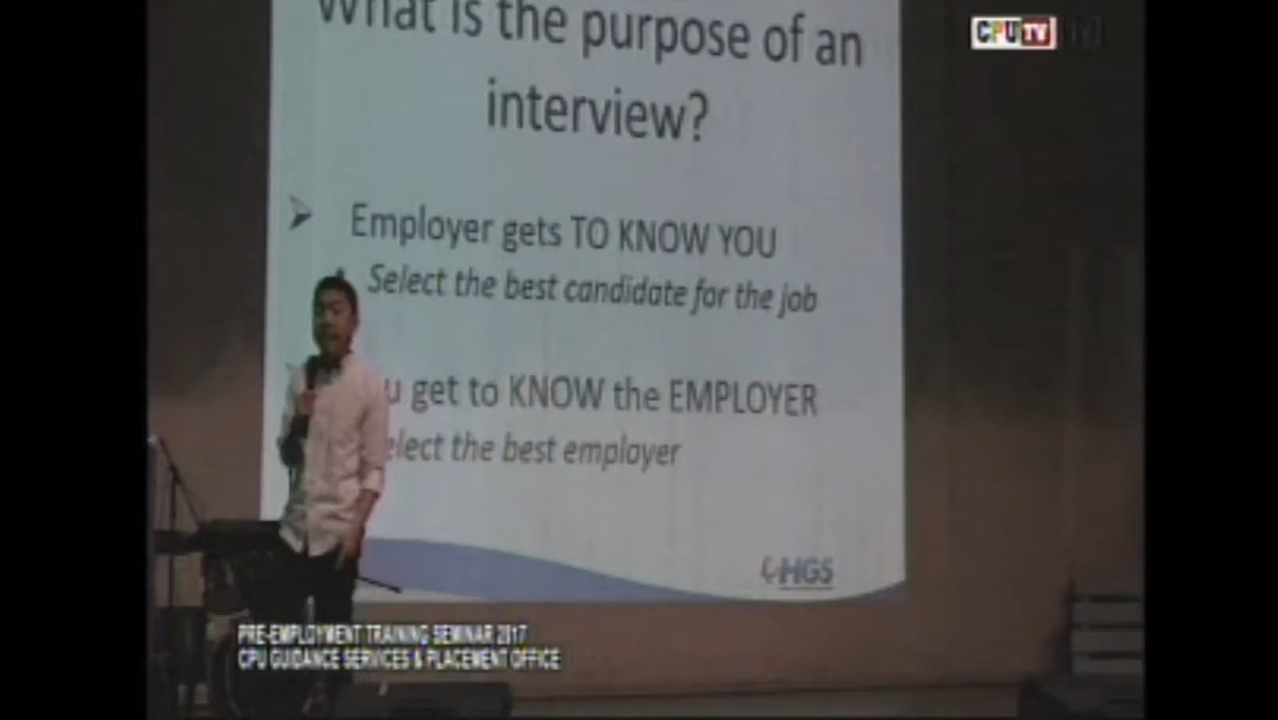 What is the purpose of an
interview?
CPU TV
Employer gets TO KNOW YOU
Select the best candidate for the job
u get to KNOW the EMPLOYER
elect the best employer
HGS
PRE-EMPLOYMENT TRAINING SEMINAR 2017
CPU GUIDANCE SERVICES & PLACEMENT OFFICE